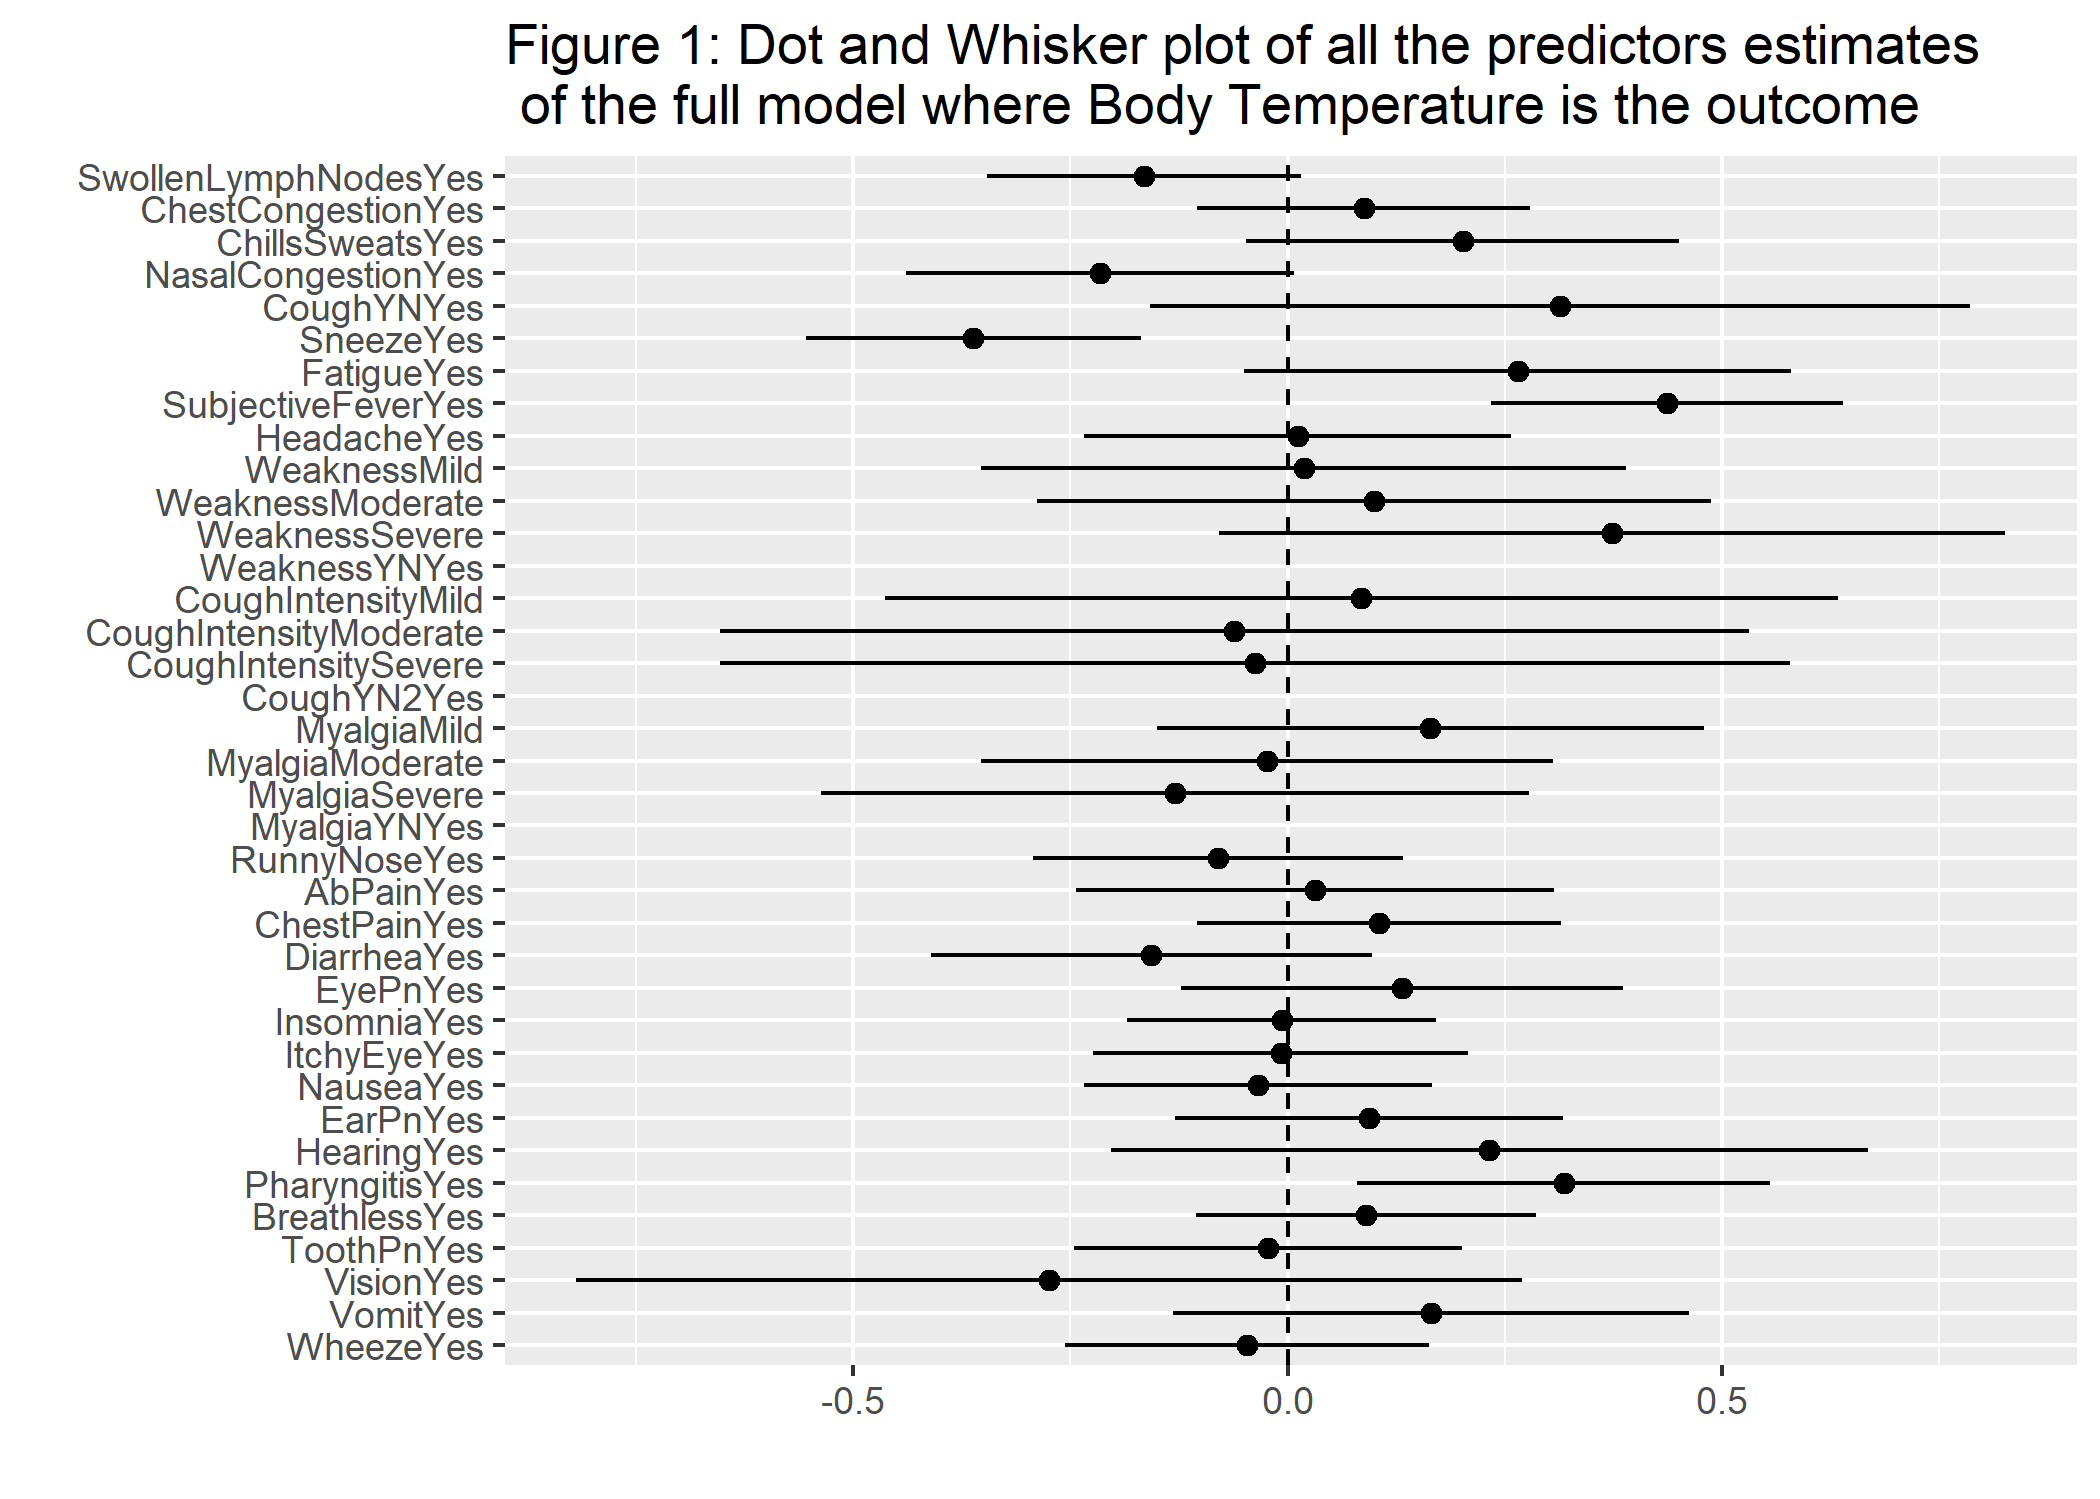 Figure 1: Dot and Whisker plot of all the predictors estimates
of the full model where Body Temperature is the outcome
SwollenLymphNodesYes
ChestCongestionYes
ChillsSweatsYes
NasalCongestionYes
CoughYNYes
SneezeYes
FatigueYes
SubjectiveFeverYes
HeadacheYes
WeaknessMild
WeaknessModerate
WeaknessSevere
WeaknessYNYes
CoughIntensityMild
CoughIntensityModerate
CoughIntensitySevere
CoughYN2Yes
MyalgiaMild
MyalgiaModerate
MyalgiaSevere
MyalgiaYNYes
RunnyNoseYes
AbPainYes
ChestPainYes
DiarrheaYes
EyePnYes
InsomniaYes
ItchyEyeYes
NauseaYes
EarPnYes
HearingYes
PharyngitisYes
BreathlessYes
ToothPnYes
VisionYes
VomitYes
WheezeYes
-0.5 0.0 0.5